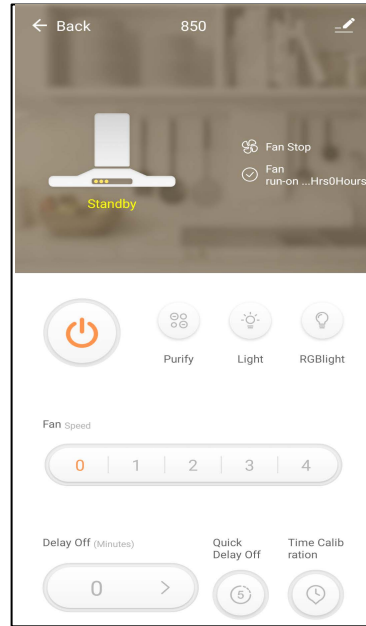 Back 850
Fan Stop
Fan
run-on ...Hrs0Hours
Standby
Purify Light RGBlight
Fan Speed
0 1 2 3 4
Delay Off (Minutes)
Quick
Delay Off
Time Calib
ration
0
5